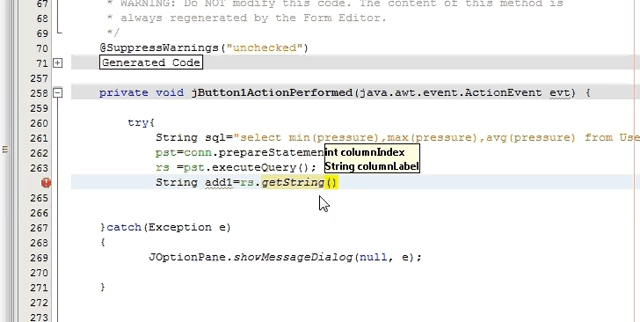 67 * WARNING: Do NOT modify this code. The content of this method is
68 * always regenerated by the Form Editor.
69 */
70 @SuppressWarnings("unchecked")
71 Generated Code
257
258 private void jButton1ActionPerformed(java.awt.event.ActionEvent evt) {
259
260 try{
261 String sql="select min(pressure),max(pressure),avg(pressure) from Use
262 pst=conn.prepareStatemen int columnIndex
263 rs =pst.executeQuery(); String columnLabel
String add1=rs.getString()
265
266
267 }catch(Exception e)
268 {
269 JOptionPane.showMessageDialog(null, e);
270
271 }
272
273